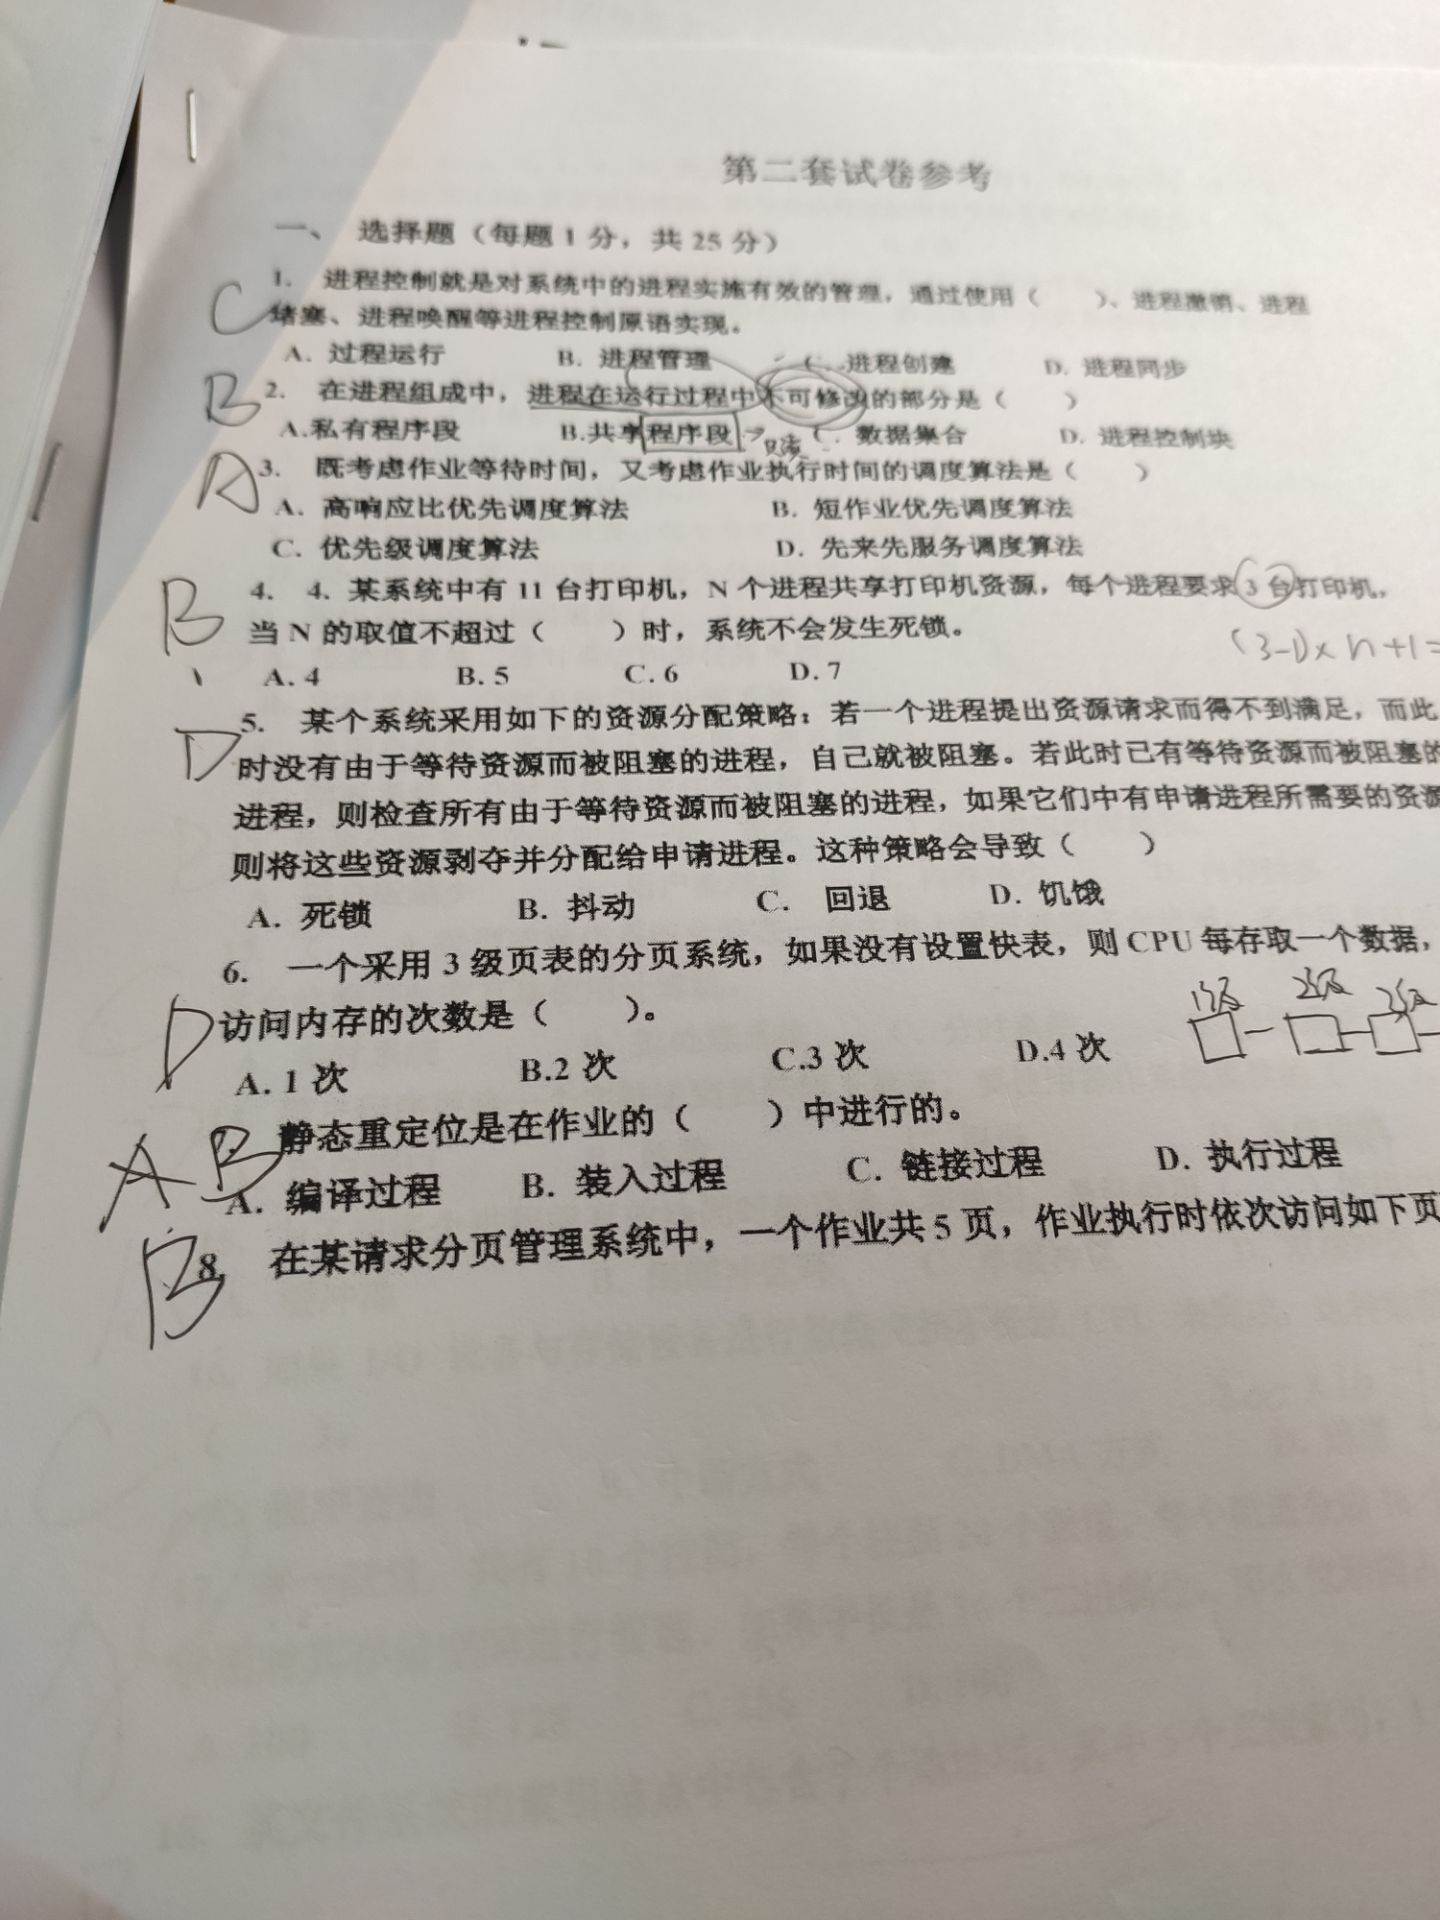 第二套试卷参考
一、 选择题（每题 1 分，共 25 分）
C 1. 进程控制就是对系统中的进程实施有效的管理，通过使用（ ）、进程撤销、进程
堵塞、进程唤醒等进程控制原语实现。
A. 过程运行 B. 进程管理 C. 进程创建 D. 进程同步
B 2. 在进程组成中，进程在运行过程中不可修改的部分是（ ）
A.私有程序段 B.共享程序段 C. 数据集合 D. 进程控制块
A 3. 既考虑作业等待时间，又考虑作业执行时间的调度算法是（ ）
A. 高响应比优先调度算法 B. 短作业优先调度算法
C. 优先级调度算法 D. 先来先服务调度算法
B 4. 4. 某系统中有 11 台打印机，N 个进程共享打印机资源，每个进程要求 3 台打印机，
当 N 的取值不超过（ ）时，系统不会发生死锁。
(3-1)×n+1=
A. 4 B. 5 C. 6 D. 7
D 5. 某个系统采用如下的资源分配策略：若一个进程提出资源请求而得不到满足，而此
时没有由于等待资源而被阻塞的进程，自己就被阻塞。若此时已有等待资源而被阻塞的
进程，则检查所有由于等待资源而被阻塞的进程，如果它们中有申请进程所需要的资源
则将这些资源剥夺并分配给申请进程。这种策略会导致（ ）
A. 死锁 B. 抖动 C. 回退 D. 饥饿
6. 一个采用 3 级页表的分页系统，如果没有设置快表，则 CPU 每存取一个数据，
D 访问内存的次数是（ ）。
A. 1 次 B.2 次 C.3 次 D.4 次
A B 静态重定位是在作业的（ ）中进行的。
A. 编译过程 B. 装入过程 C. 链接过程 D. 执行过程
B 8. 在某请求分页管理系统中，一个作业共 5 页，作业执行时依次访问如下页